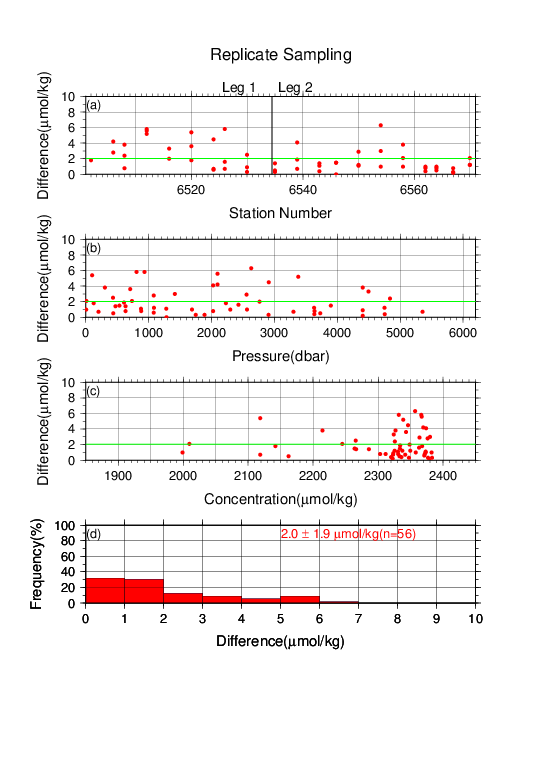 Replicate Sampling
Leg 1 Leg 2
(a)
Difference(μmol/kg)
10
8
6
4
2
0
6520 6540 6560
Station Number
(b)
Difference(μmol/kg)
10
8
6
4
2
0
0 1000 2000 3000 4000 5000 6000
Pressure(dbar)
(c)
Difference(μmol/kg)
10
8
6
4
2
0
1900 2000 2100 2200 2300 2400
Concentration(μmol/kg)
(d)
2.0 ± 1.9 μmol/kg(n=56)
Frequency(%)
100
80
60
40
20
0
0 1 2 3 4 5 6 7 8 9 10
Difference(μmol/kg)